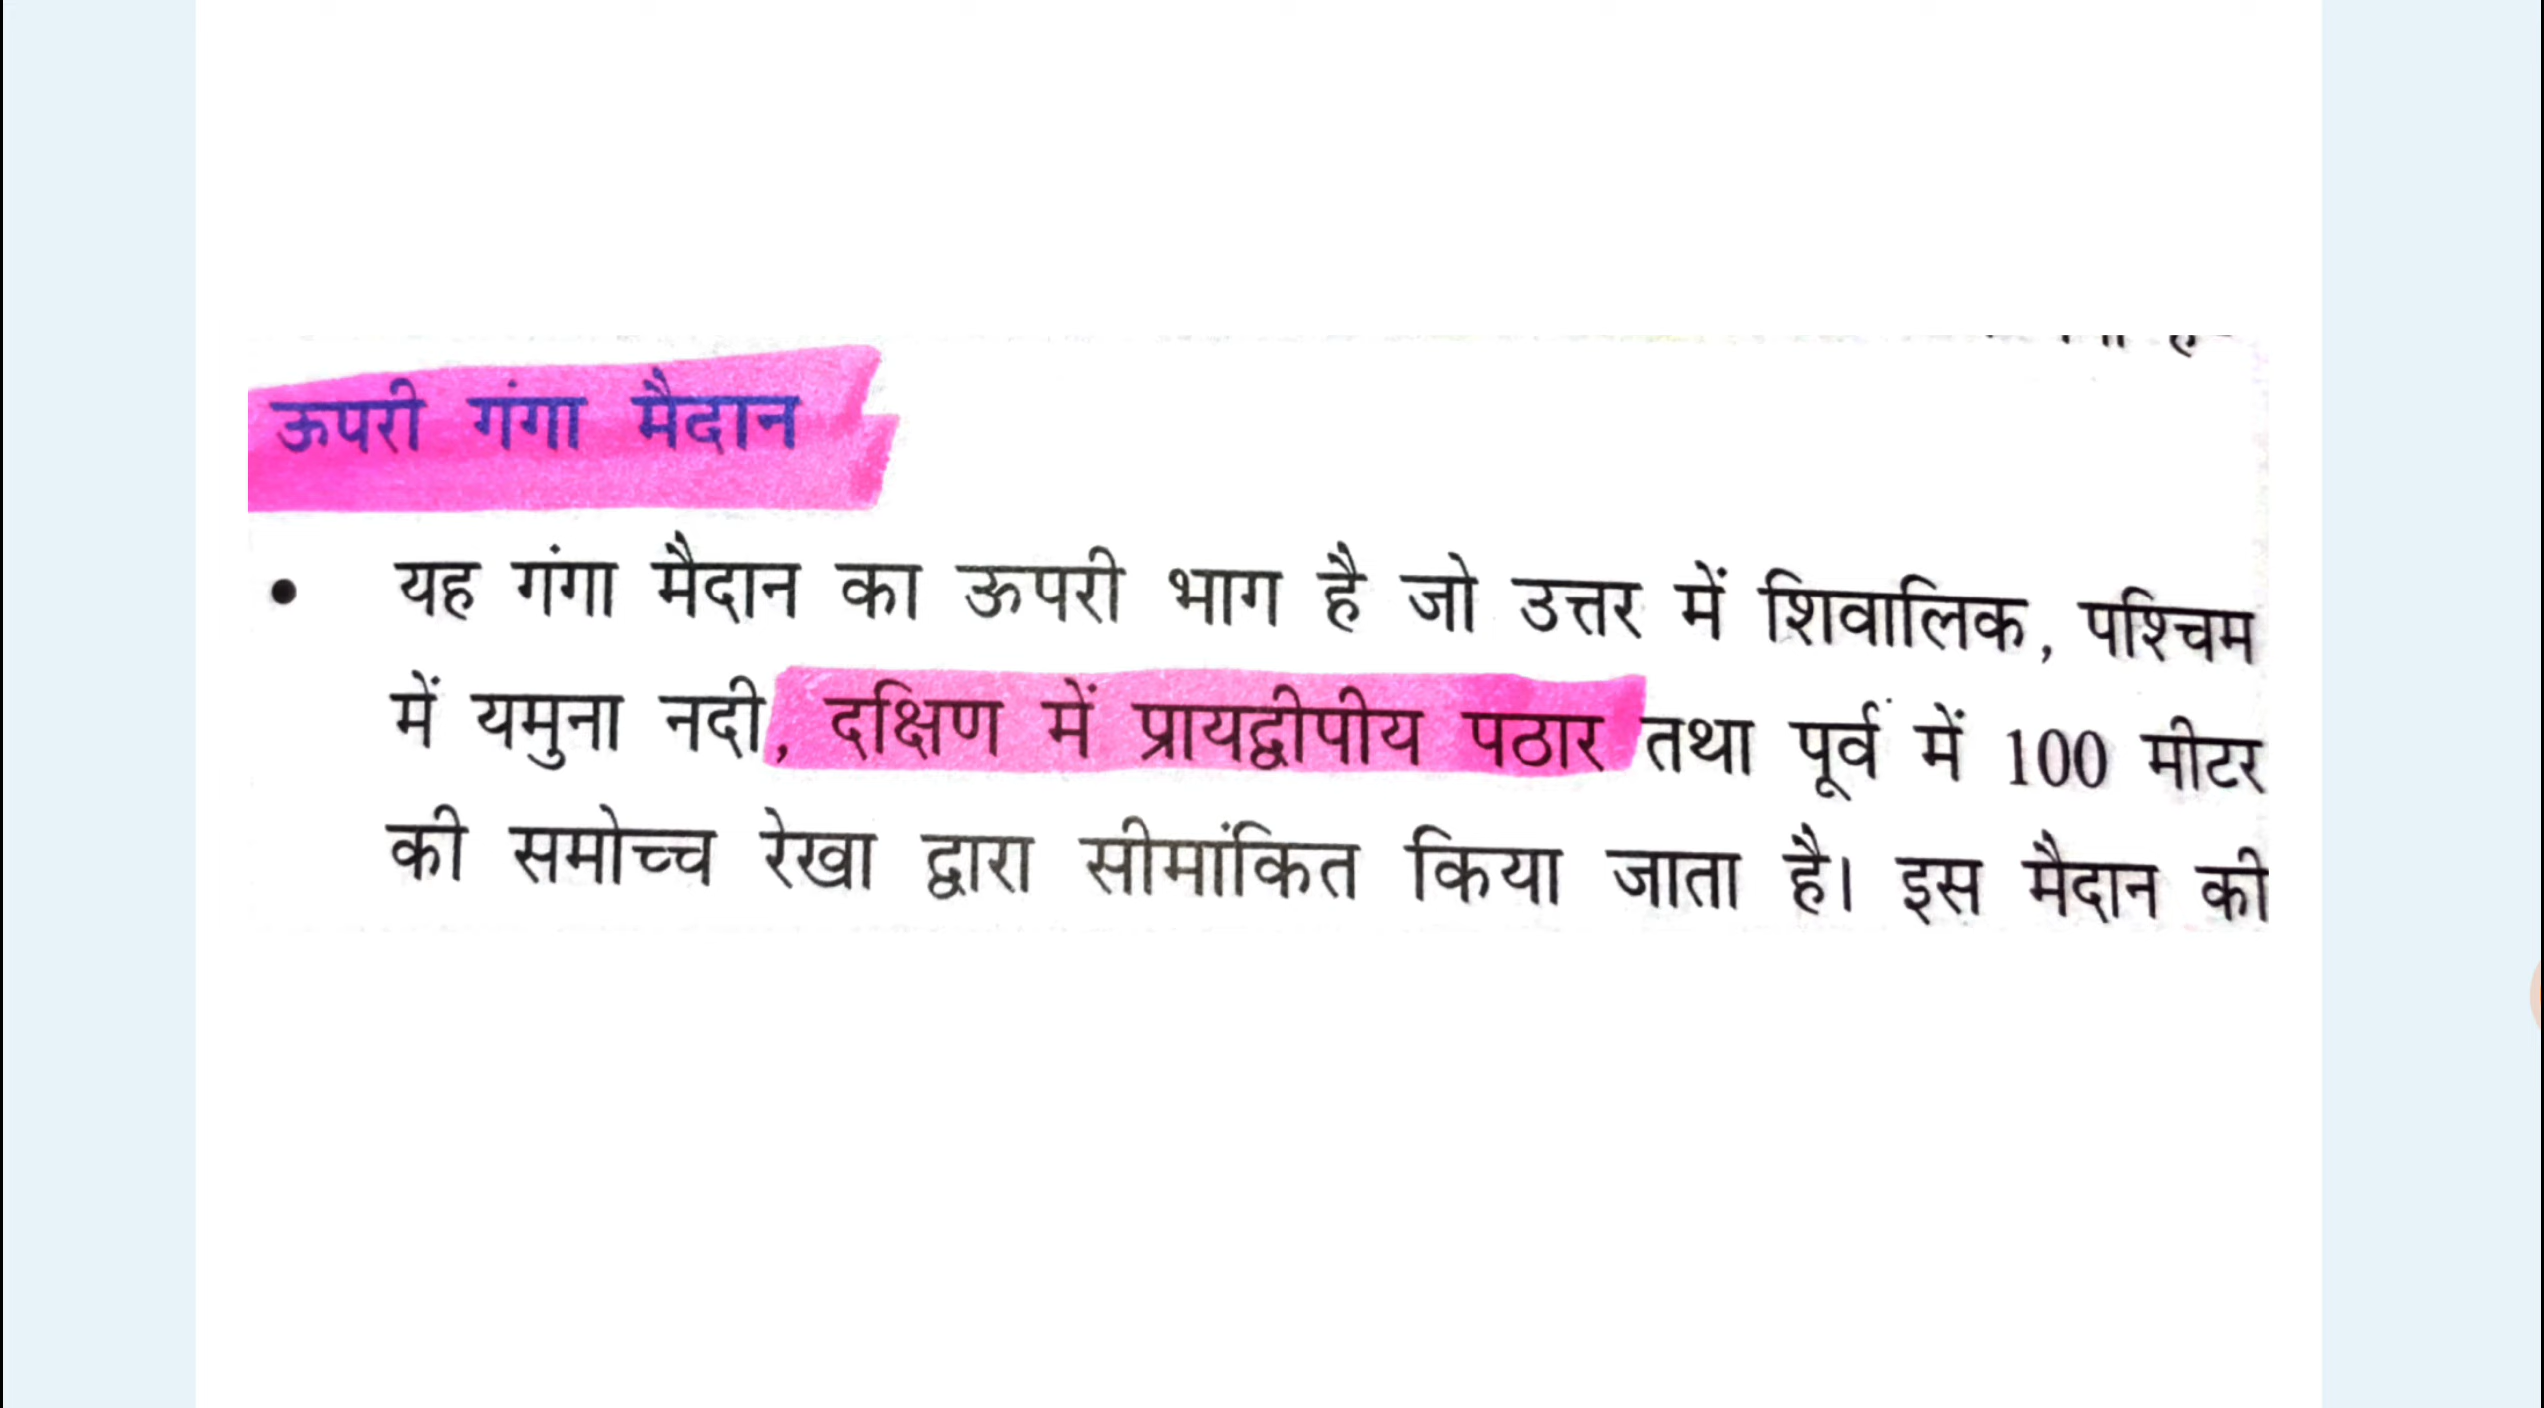 ऊपरी गंगा मैदान
• यह गंगा मैदान का ऊपरी भाग है जो उत्तर में शिवालिक, पश्चिम
में यमुना नदी, दक्षिण में प्रायद्वीपीय पठार तथा पूर्व में 100 मीटर
की समोच्च रेखा द्वारा सीमांकित किया जाता है। इस मैदान की